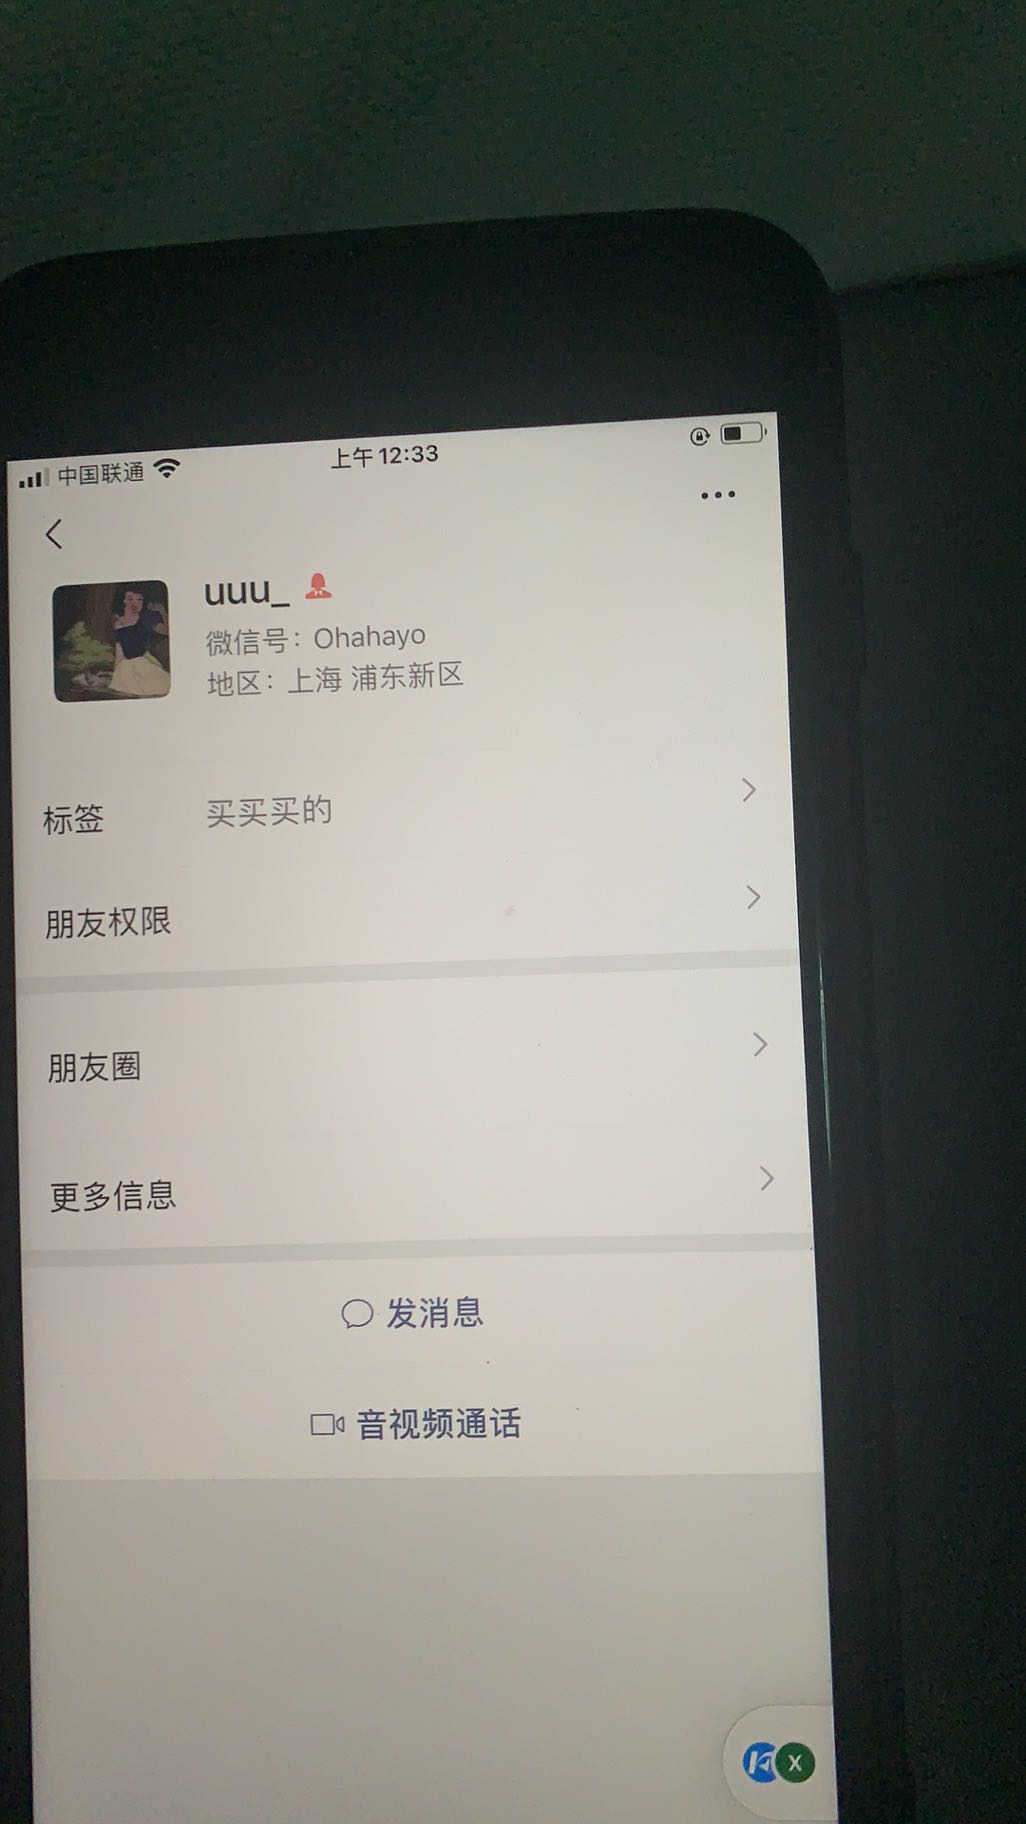 中国联通
上午12:33
uuu_
微信号：Ohahayo
地区：上海 浦东新区
标签 买买买的
朋友权限
朋友圈
更多信息
发消息
音视频通话
X